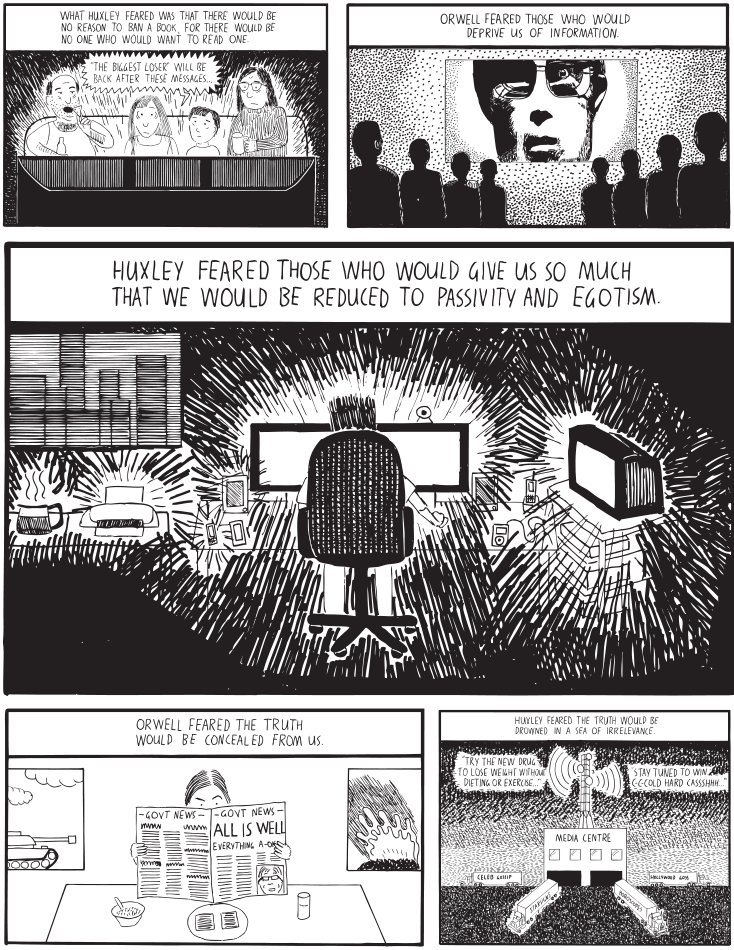 WHAT HUXLEY FEARED WAS THAT THERE WOULD BE
NO REASON TO BAN A BOOK, FOR THERE WOULD BE
NO ONE WHO WOULD WANT TO READ ONE.
"THE BIGGEST LOSER" WILL BE
BACK AFTER THESE MESSAGES...
ORWELL FEARED THOSE WHO WOULD
DEPRIVE US OF INFORMATION.
HUXLEY FEARED THOSE WHO WOULD GIVE US SO MUCH
THAT WE WOULD BE REDUCED TO PASSIVITY AND EGOTISM.
ORWELL FEARED THE TRUTH
WOULD BE CONCEALED FROM US.
-GOVT NEWS-
-GOVT NEWS-
ALL IS WELL
EVERYTHING A-OK
HUXLEY FEARED THE TRUTH WOULD BE
DROWNED IN A SEA OF IRRELEVANCE.
"TRY THE NEW DRUG
TO LOSE WEIGHT WITHOUT
DIETING OR EXERCISE..."
"STAY TUNED TO WIN
C-C-COLD HARD CASSSHHH..."
MEDIA CENTRE
CELEB GOSSIP
HOLLYWOOD GOSS